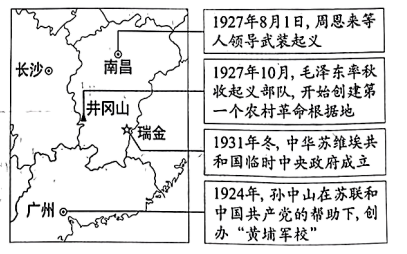 长沙
南昌
井冈山
瑞金
广州
1927年8月1日,周恩来等
人领导武装起义
1927年10月,毛泽东率秋
收起义部队,开始创建第
一个农村革命根据地
1931年冬,中华苏维埃共
和国临时中央政府成立
1924年,孙中山在苏联和
中国共产党的帮助下,创
办“黄埔军校”